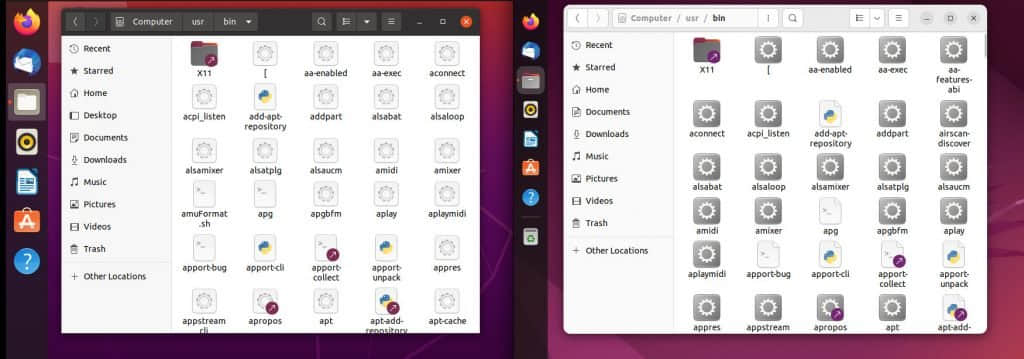 Computer
usr
bin
Recent
Starred
Home
Desktop
Documents
Downloads
Music
Pictures
Videos
Trash
+ Other Locations
X11
[
aa-enabled
aa-exec
aconnect
acpi_listen
add-apt-
repository
addpart
alsabat
alsaloop
alsamixer
alsatplg
alsaucm
amidi
amixer
amuFormat.
sh
apg
apgbfm
aplay
aplaymidi
apport-bug
apport-cli
apport-
collect
apport-
unpack
appres
appstream
cli
apropos
apt
apt-add-
repository
apt-cache
Computer / usr / bin
Recent
Starred
Home
Documents
Downloads
Music
Pictures
Videos
Trash
+ Other Locations
X11
[
aa-enabled
aa-exec
aa-
features-
abi
aconnect
acpi_listen
add-apt-
repository
addpart
airscan-
discover
alsabat
alsaloop
alsamixer
alsatplg
alsaucm
amidi
amixer
apg
apgbfm
aplay
aplaymidi
apport-bug
apport-cli
apport-
collect
apport-
unpack
appres
appstream
apropos
apt
apt-add-